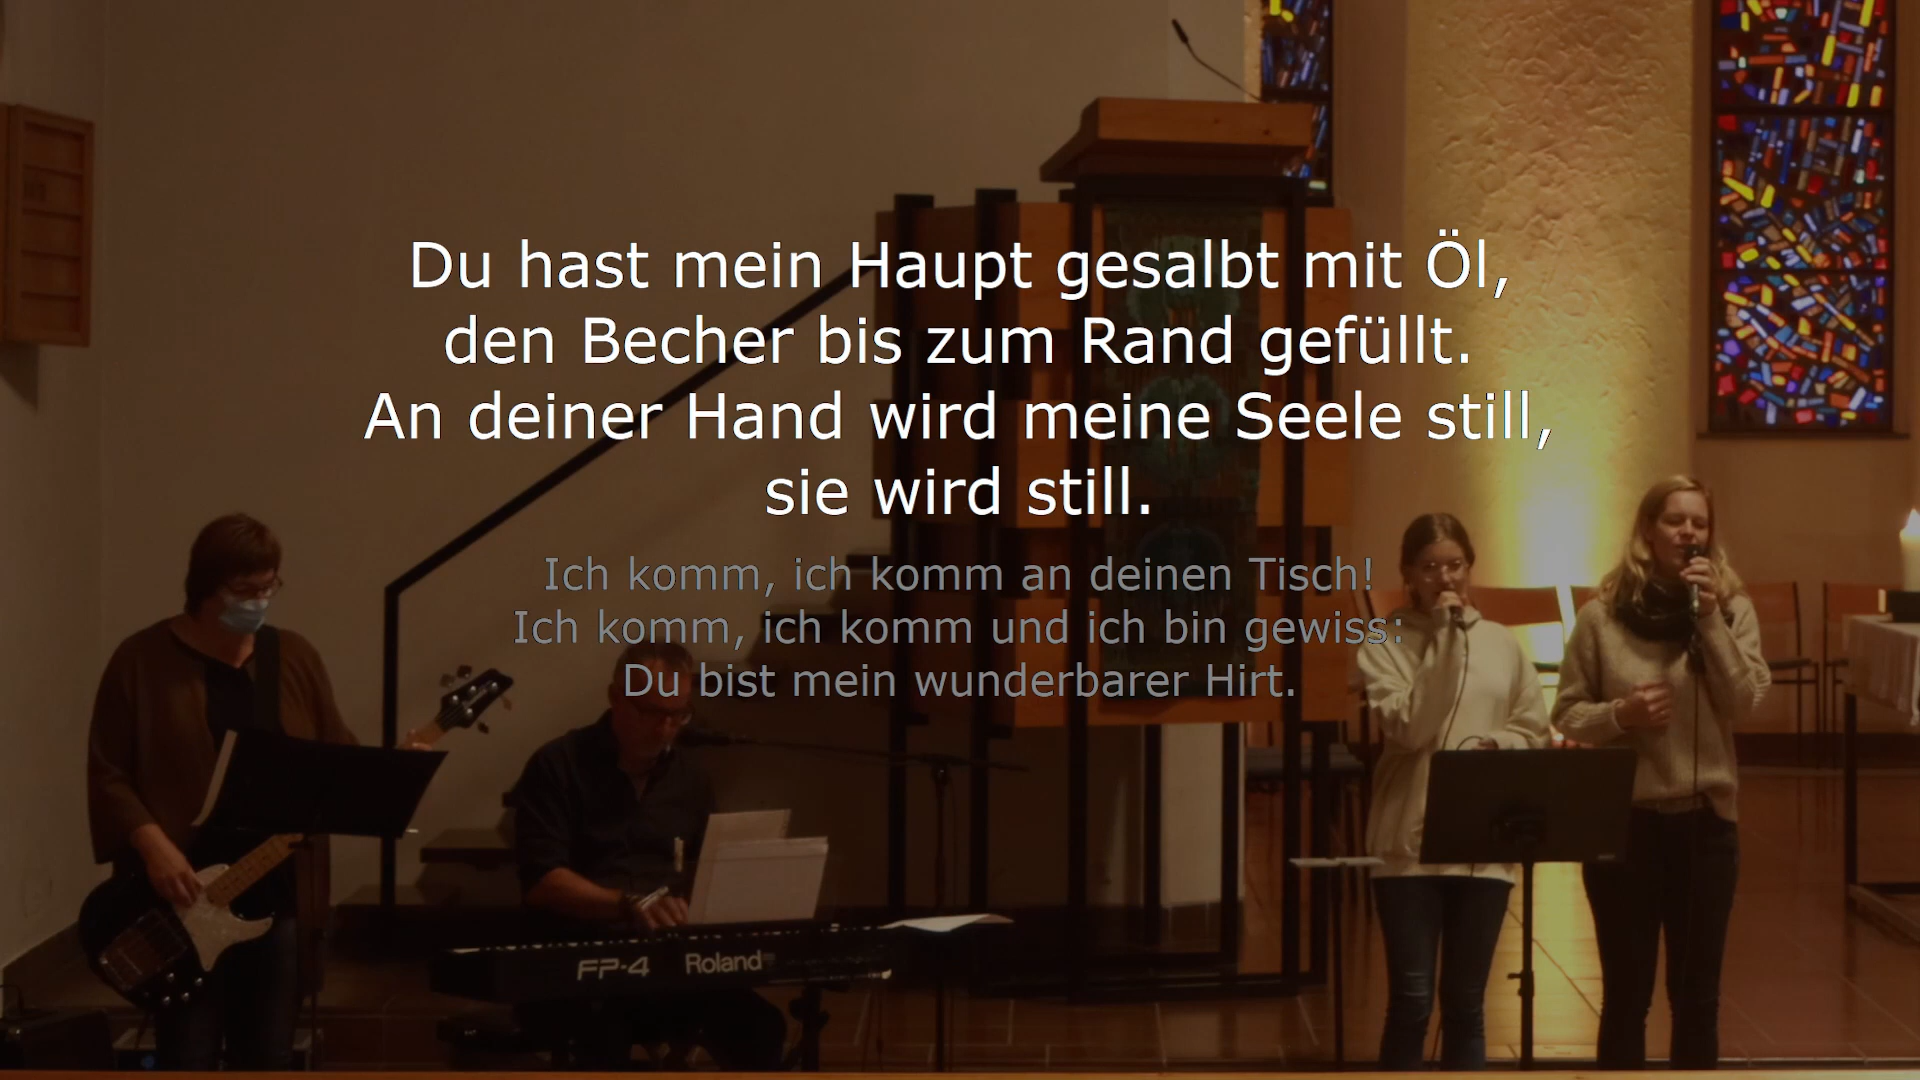 Du hast mein Haupt gesalbt mit Öl,
den Becher bis zum Rand gefüllt.
An deiner Hand wird meine Seele still,
sie wird still.
Ich komm, ich komm an deinen Tisch!
Ich komm, ich komm und ich bin gewiss:
Du bist mein wunderbarer Hirt.
FP-4 Roland